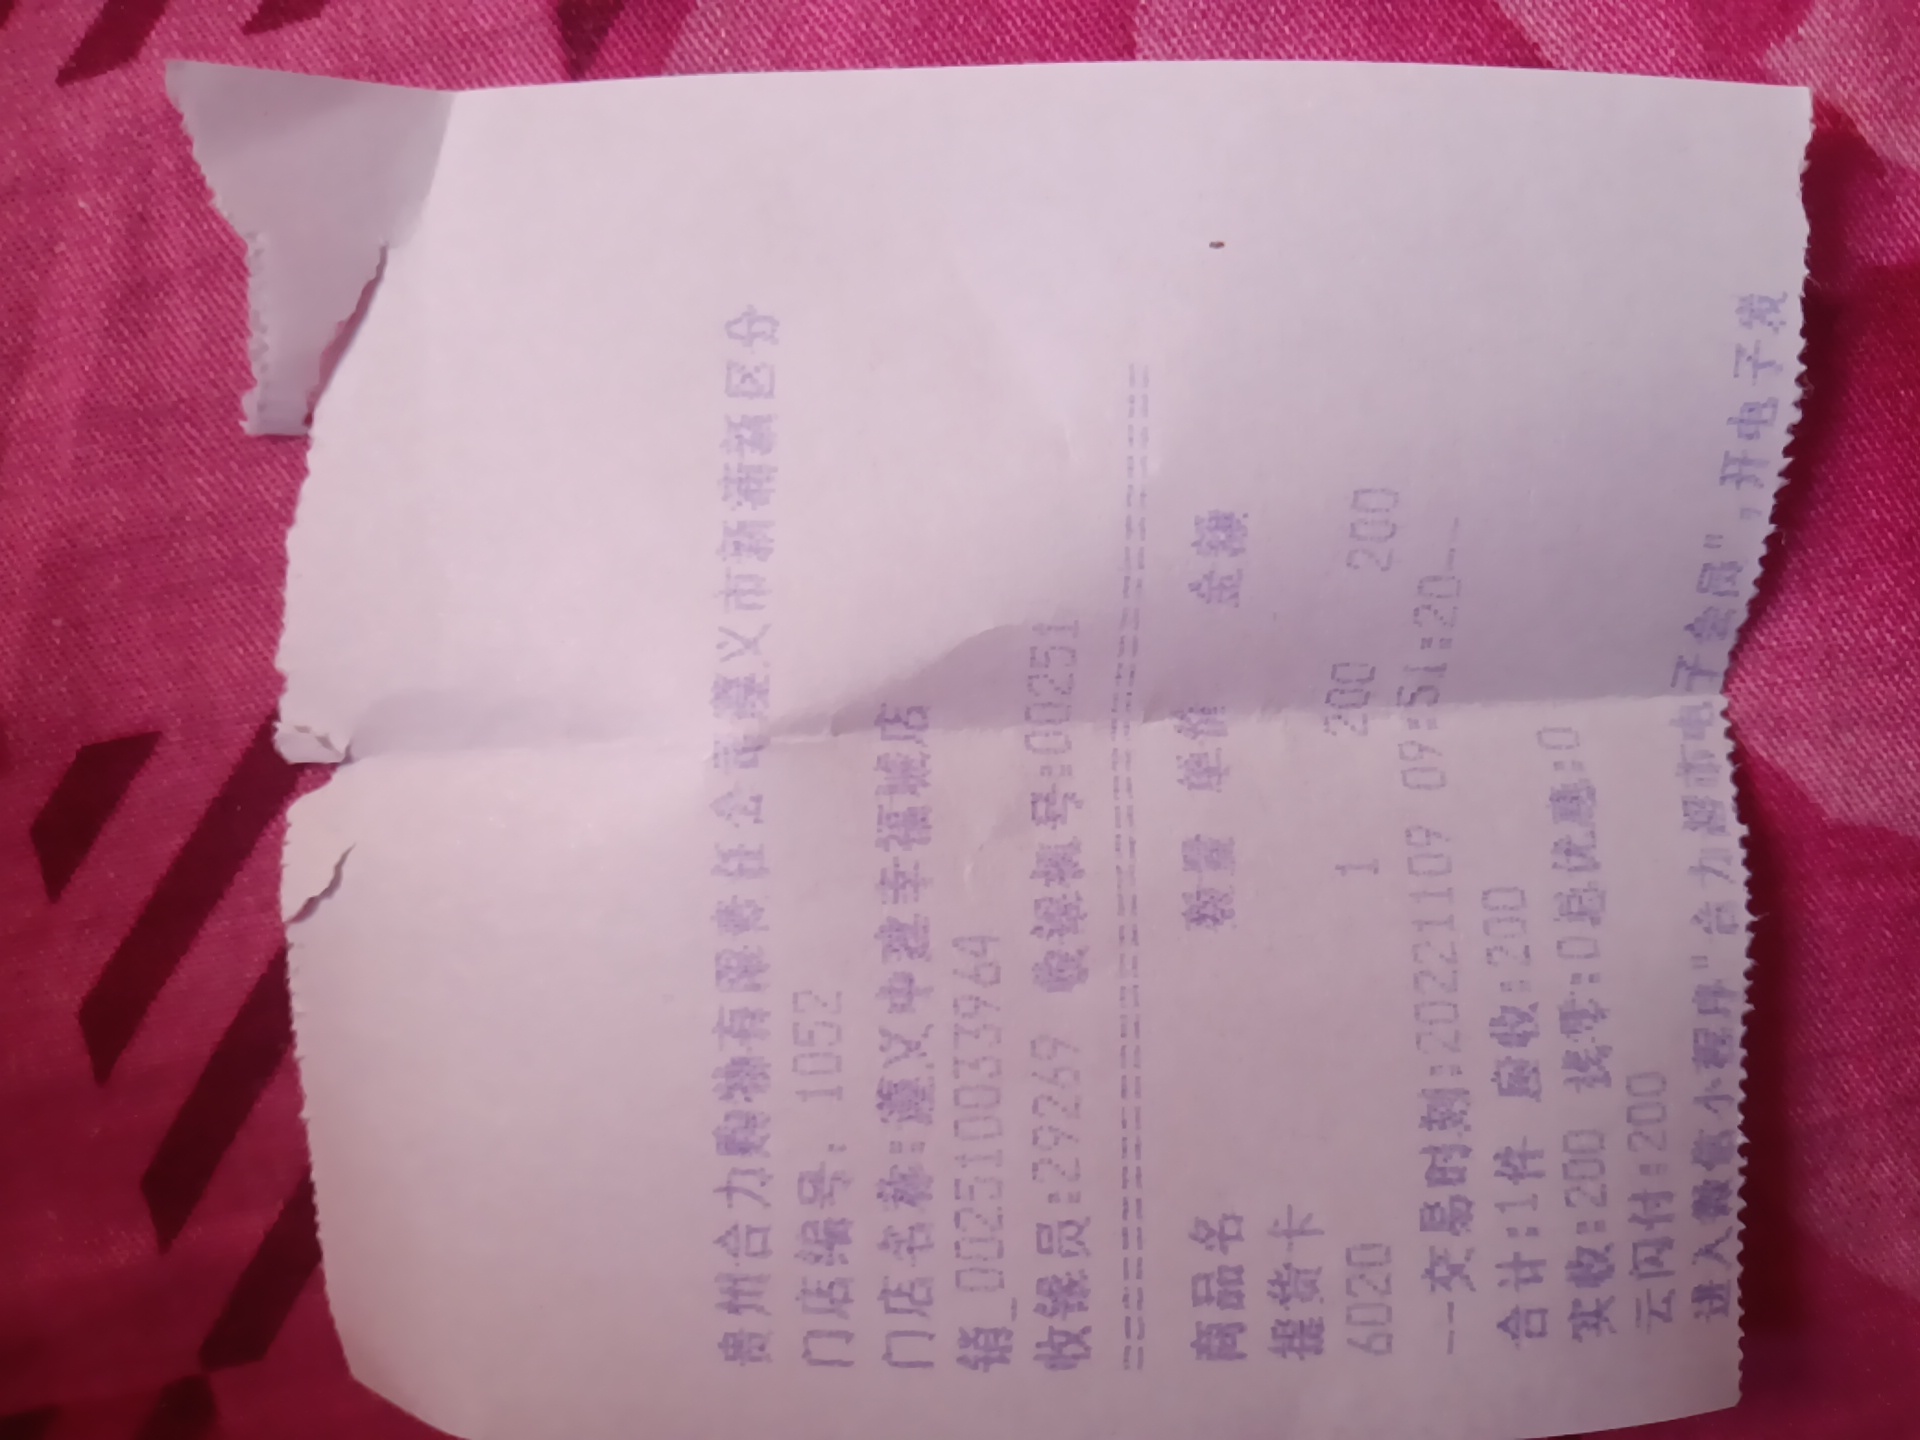 贵州合力购物有限责任公司遵义市新浦新区分
门店编号: 1052
门店名称:遵义中建幸福城店
销_002510033964
收银员:29269 收银机号:00251
==========================================
商品名 数量 单价 金额
提货卡
6020 1 200 200
--交易时刻:20221109 09:51:20--
合计:1件 应收:200
实收:200 找零:0总优惠:0
云闪付:200
进入微信小程序"合力超市电子会员",开电子发